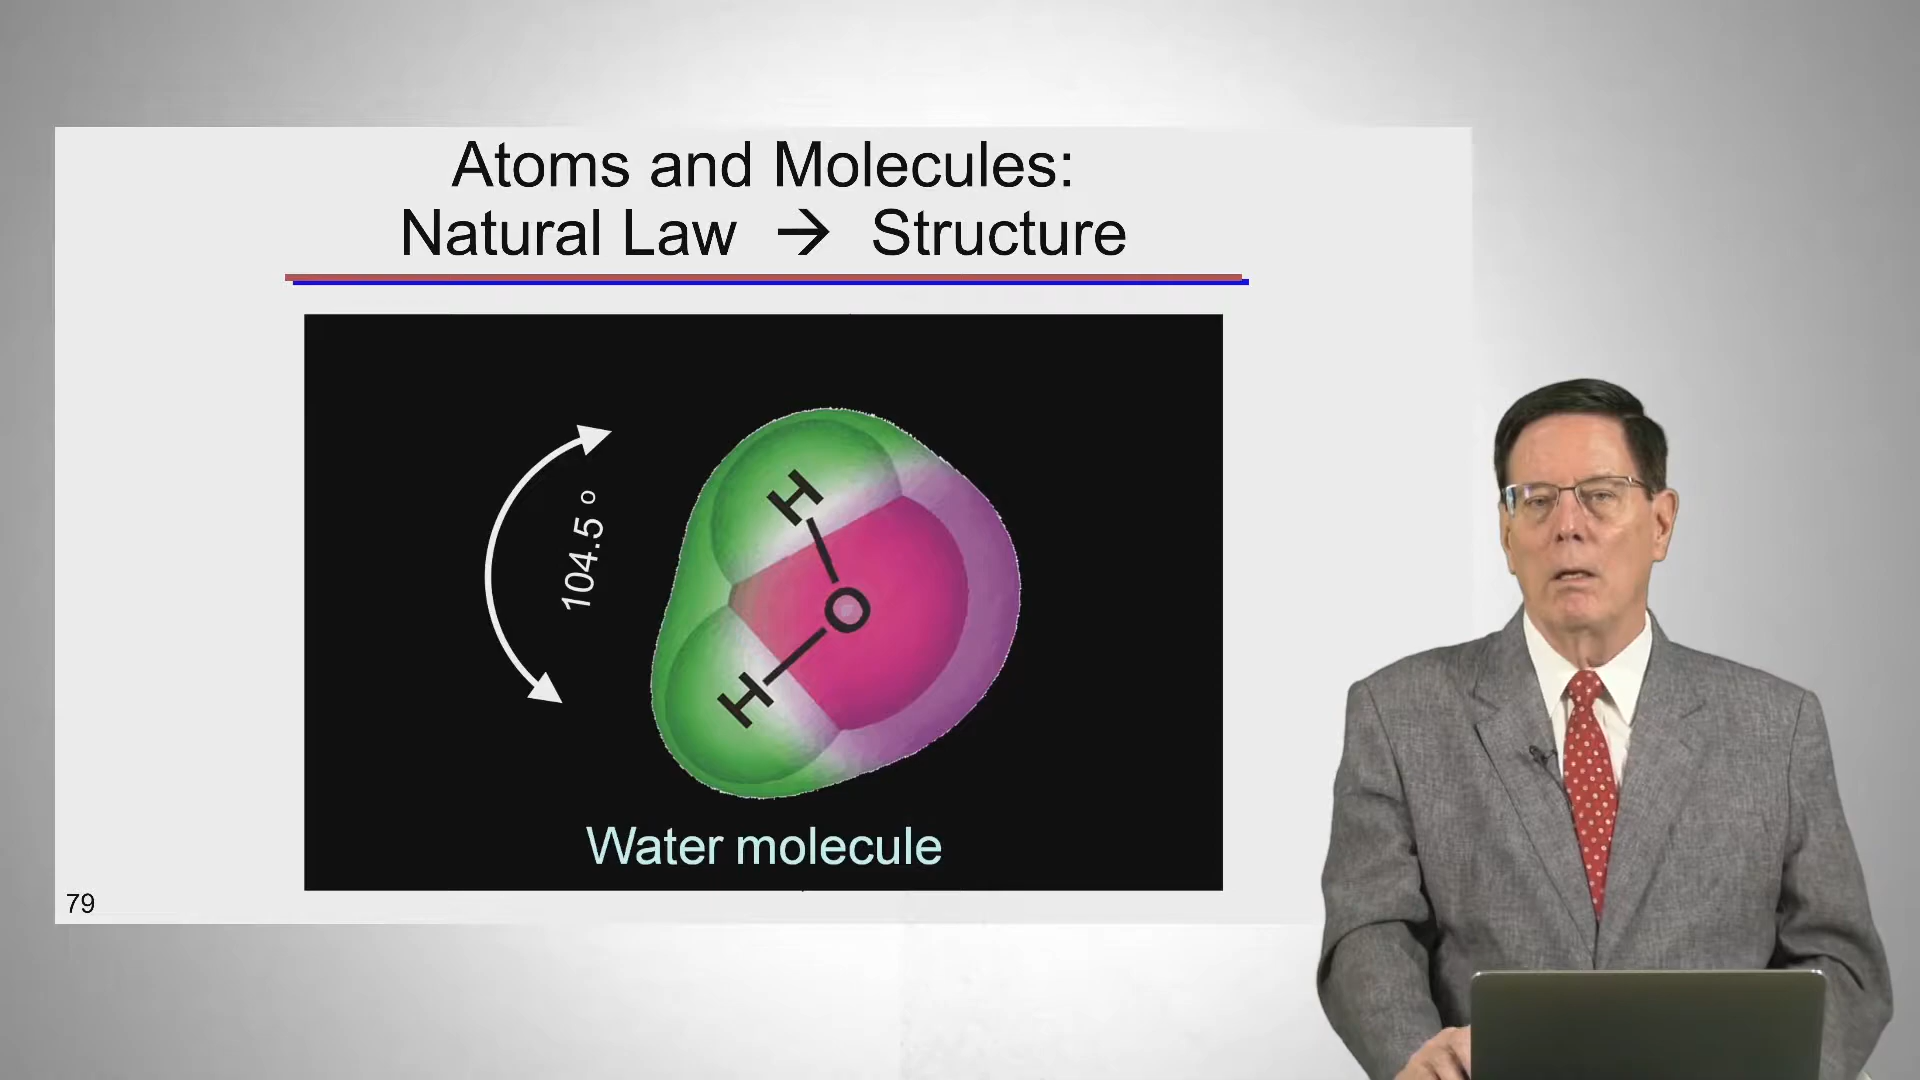 Atoms and Molecules:
Natural Law → Structure
104.5 °
H
O
H
Water molecule
79